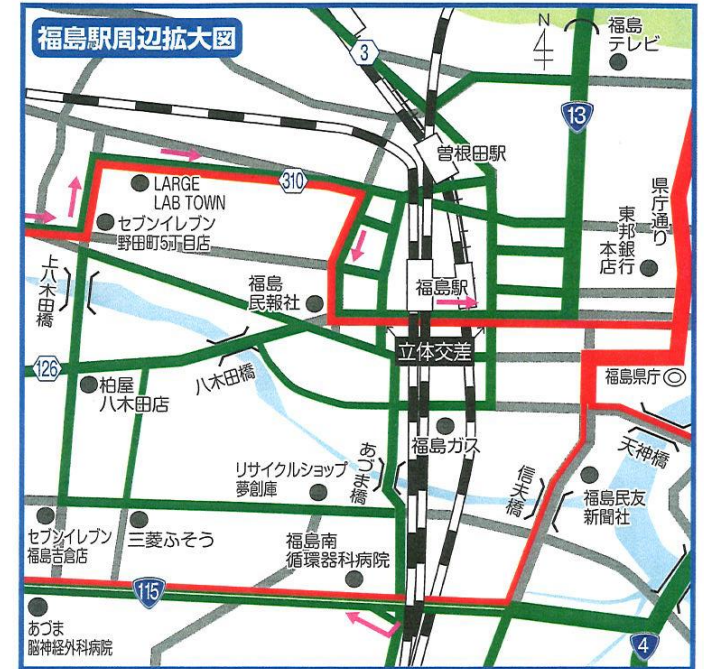 福島駅周辺拡大図
N
3
福島
テレビ
13
曽根田駅
LARGE
LAB TOWN
310
セブンイレブン
野田町5丁目店
県庁通り
東邦銀行
本店
上八木田橋
福島
民報社
福島駅
立体交差
126
八木田橋
柏屋
八木田店
福島県庁
福島ガス
天神橋
あづま橋
リサイクルショップ
夢創庫
信夫橋
福島民友
新聞社
セブンイレブン
福島吉倉店
三菱ふそう
福島南
循環器科病院
115
あづま
脳神経外科病院
4